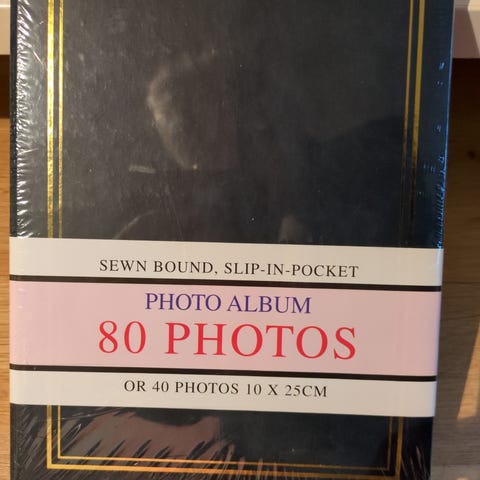 SEWN BOUND, SLIP-IN-POCKET
PHOTO ALBUM
80 PHOTOS
OR 40 PHOTOS 10 X 25CM